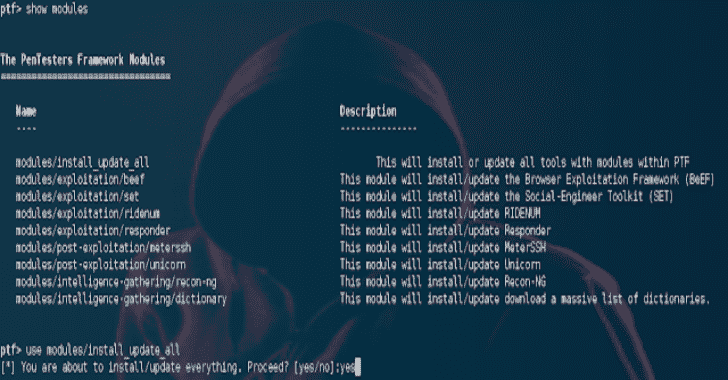 ptf> show modules
The PenTesters Framework Modules
=================================
Name Description
---- ---------------
modules/install_update_all This will install or update all tools with modules within PTF
modules/exploitation/beef This module will install/update the Browser Exploitation Framework (BeEF)
modules/exploitation/set This module will install/update the Social-Engineer Toolkit (SET)
modules/exploitation/ridenum This module will install/update RIDENUM
modules/exploitation/responder This module will install/update Responder
modules/post-exploitation/meterssh This module will install/update MeterSSH
modules/post-exploitation/unicorn This module will install/update Unicorn
modules/intelligence-gathering/recon-ng This module will install/update Recon-NG
modules/intelligence-gathering/dictionary This module will install/update download a massive list of dictionaries.
ptf> use modules/install_update_all
[*] You are about to install/update everything. Proceed? [yes/no]:yes